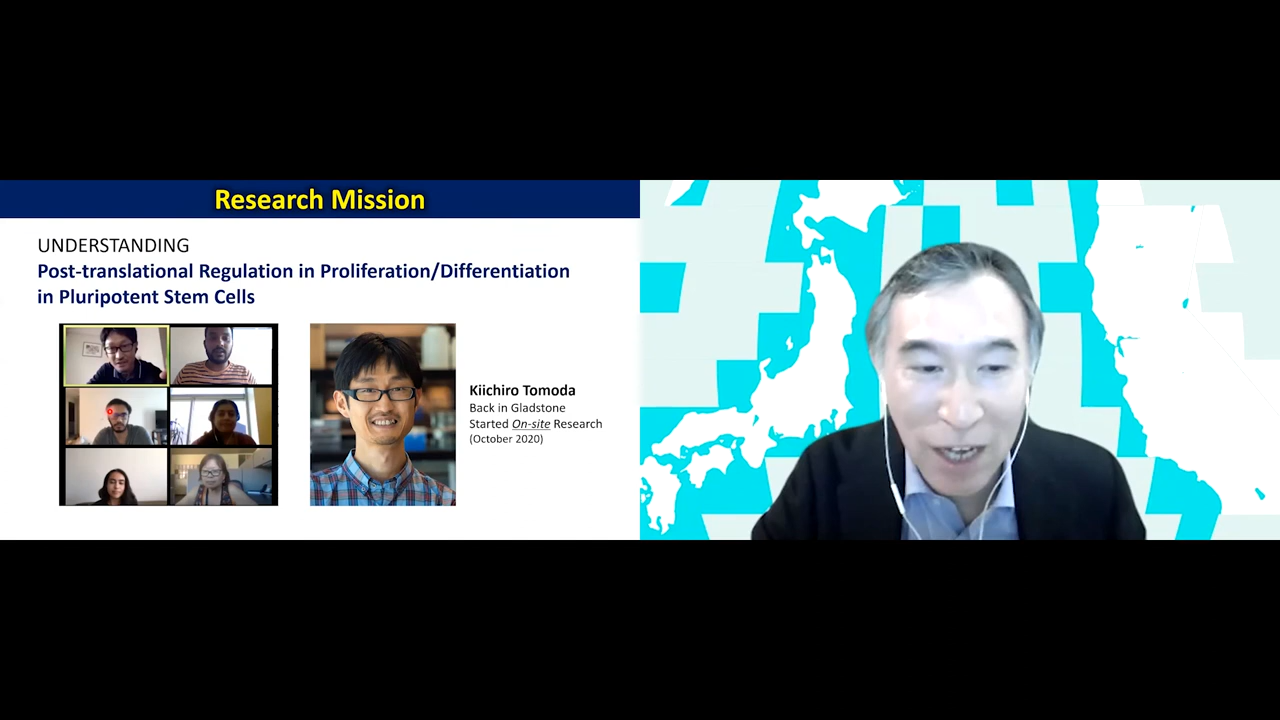 Research Mission
UNDERSTANDING
Post-translational Regulation in Proliferation/Differentiation
in Pluripotent Stem Cells
Kiichiro Tomoda
Back in Gladstone
Started On-site Research
(October 2020)